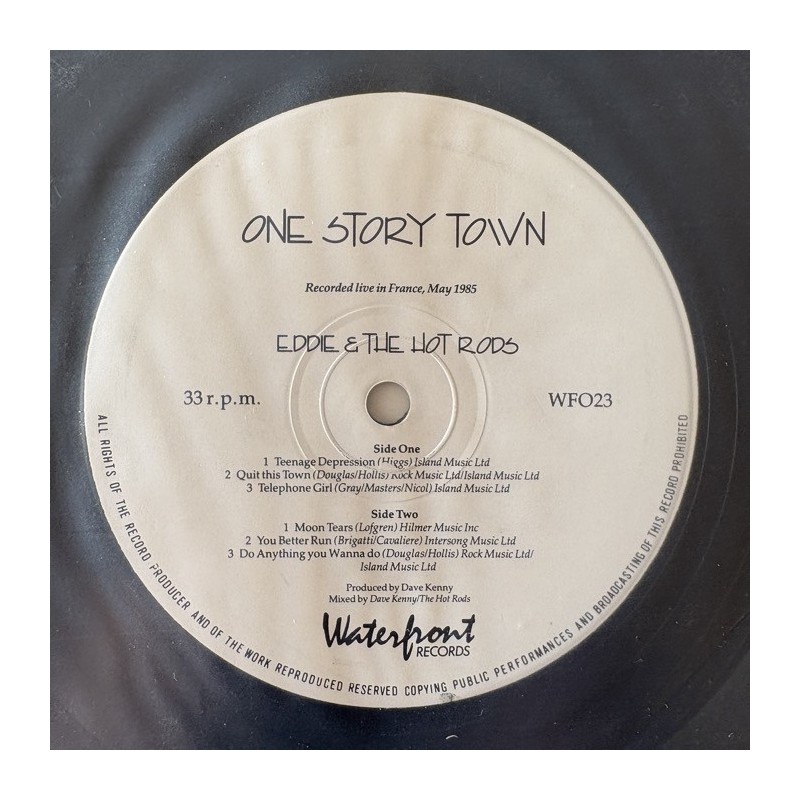 ONE STORY TOWN
Recorded live in France, May 1985
EDDIE & THE HOT RODS
33 r.p.m.
WFO23
Side One
1 Teenage Depression (Higgs) Island Music Ltd
2 Quit this Town (Douglas/Hollis) Rock Music Ltd/Island Music Ltd
3 Telephone Girl (Gray/Masters/Nicol) Island Music Ltd
Side Two
1 Moon Tears (Lofgren) Hilmer Music Inc
2 You Better Run (Brigatti/Cavaliere) Intersong Music Ltd
3 Do Anything you Wanna do (Douglas/Hollis) Rock Music Ltd/
Island Music Ltd
Produced by Dave Kenny
Mixed by Dave Kenny/The Hot Rods
Waterfront
RECORDS
ALL RIGHTS OF THE RECORD PRODUCER AND OF THE WORK REPRODUCED RESERVED COPYING PUBLIC PERFORMANCES AND BROADCASTING OF THIS RECORD PROHIBITED